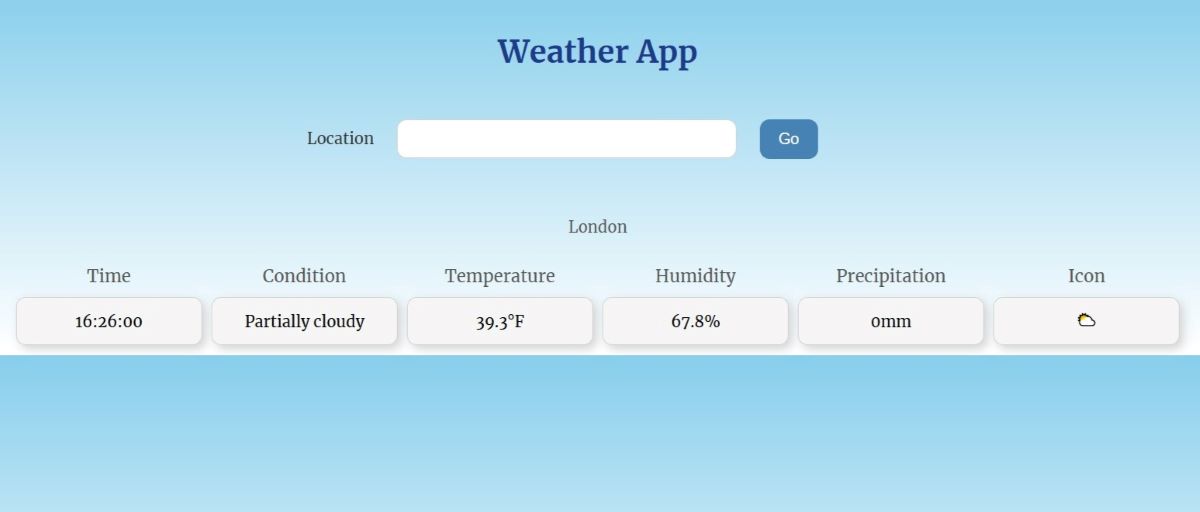 Weather App
Location Go
London
Time Condition Temperature Humidity Precipitation Icon
16:26:00 Partially cloudy 39.3°F 67.8% 0mm